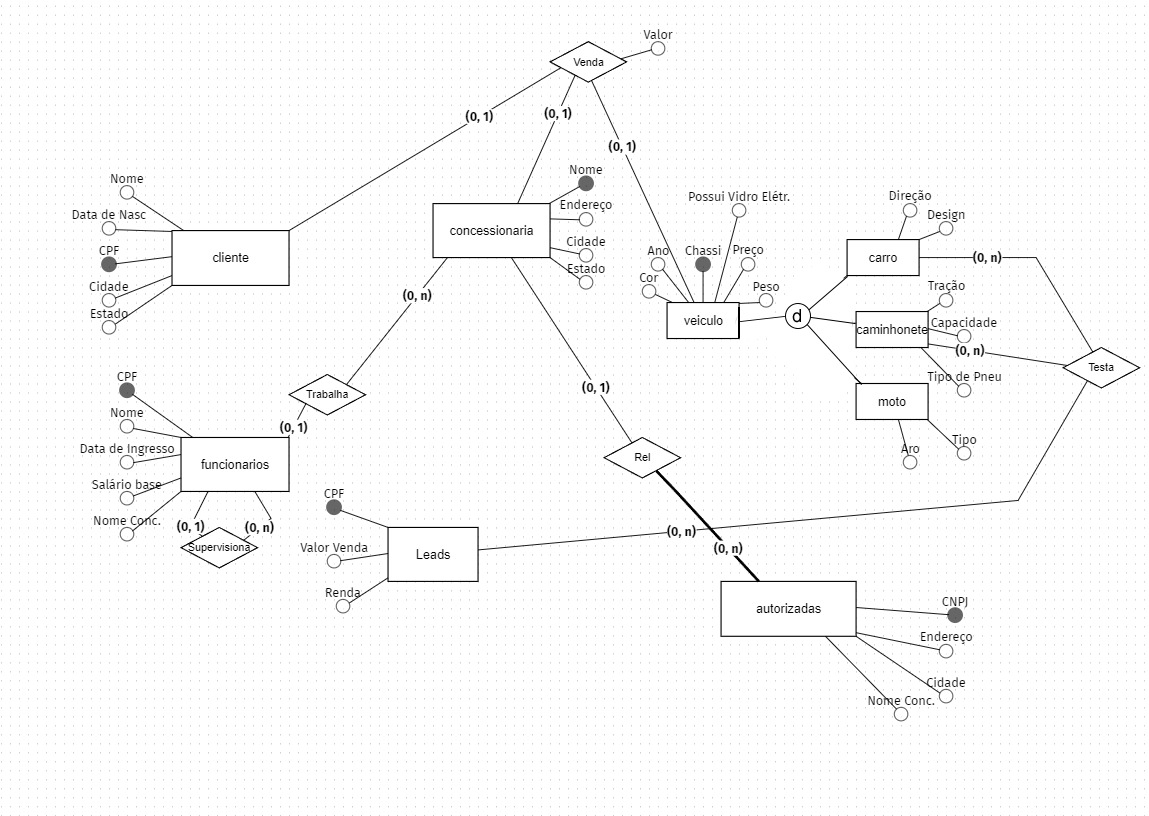 Valor
Venda
(0, 1)
(0, 1)
(0, 1)
Nome
Data de Nasc
CPF
Cidade
Estado
cliente
Nome
Endereço
Cidade
Estado
concessionaria
Possui Vidro Elétr.
Ano
Chassi
Preço
Cor
Peso
veiculo
d
Direção
Design
carro
(0, n)
Tração
Capacidade
caminhonete
(0, n)
Tipo de Pneu
Testa
moto
Aro
Tipo
(0, n)
Trabalha
(0, 1)
(0, 1)
Rel
CPF
Nome
Data de Ingresso
Salário base
Nome Conc.
funcionarios
(0, 1)
(0, n)
Supervisiona
CPF
Valor Venda
Renda
Leads
(0, n)
(0, n)
autorizadas
CNPJ
Endereço
Cidade
Nome Conc.